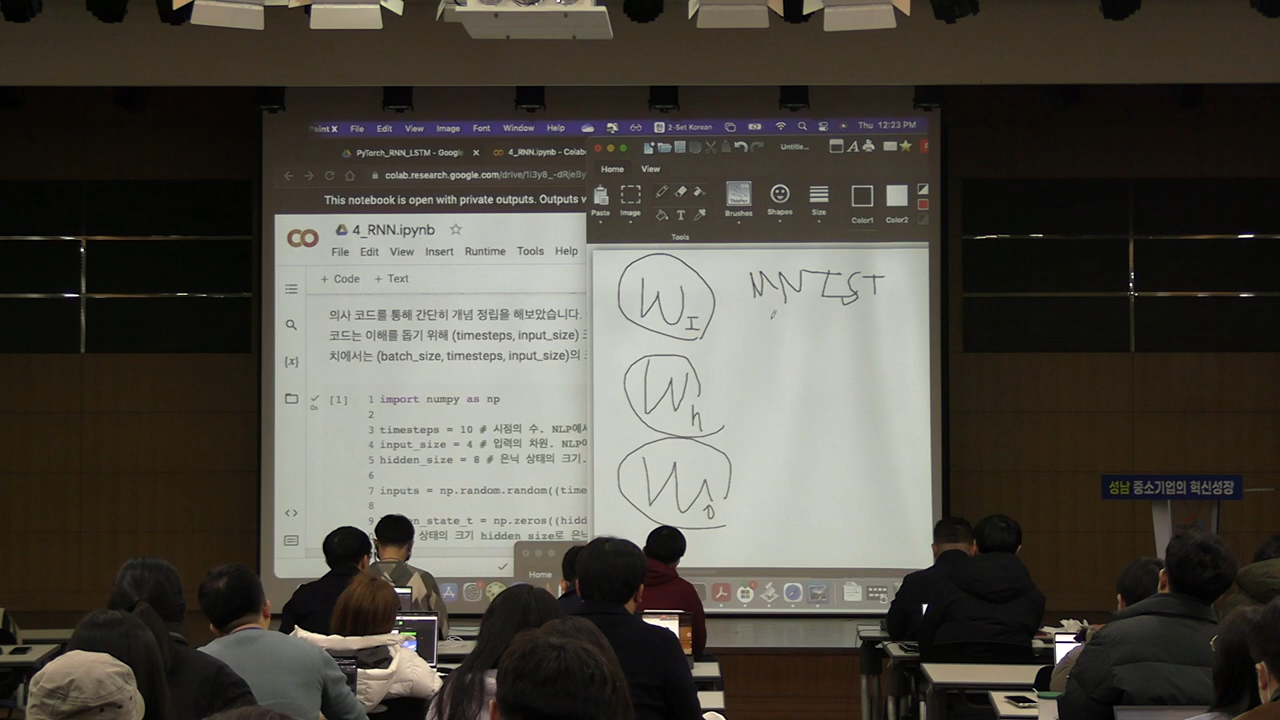 Paint X File Edit View Image Font Window Help
2-Set Korean
Thu 12:23 PM
PyTorch_RNN_LSTM - Google
4_RNN.ipynb - Colab
colab.research.google.com/drive/
This notebook is open with private outputs. Outputs
4_RNN.ipynb
File Edit View Insert Runtime Tools Help
+ Code + Text
의사 코드를 통해 간단히 개념 정립을 해보았습니다.
코드는 이해를 돕기 위해 (timesteps, input_size)
치에서는 (batch_size, timesteps, input_size)의
[1]
1 import numpy as np
2
3 timesteps = 10 # 시점의 수. NLP에서
4 input_size = 4 # 입력의 차원. NLP에
5 hidden_size = 8 # 은닉 상태의 크기.
6
7 inputs = np.random.random((time
8
9 _state_t = np.zeros((hidd
상태의 크기 hidden_size로 은닉
Untitle...
Home View
Paste Image Brushes Shapes Size Color1 Color2
Tools
W I
MNIST
W h
W o
Home
성남 중소기업의 혁신성장